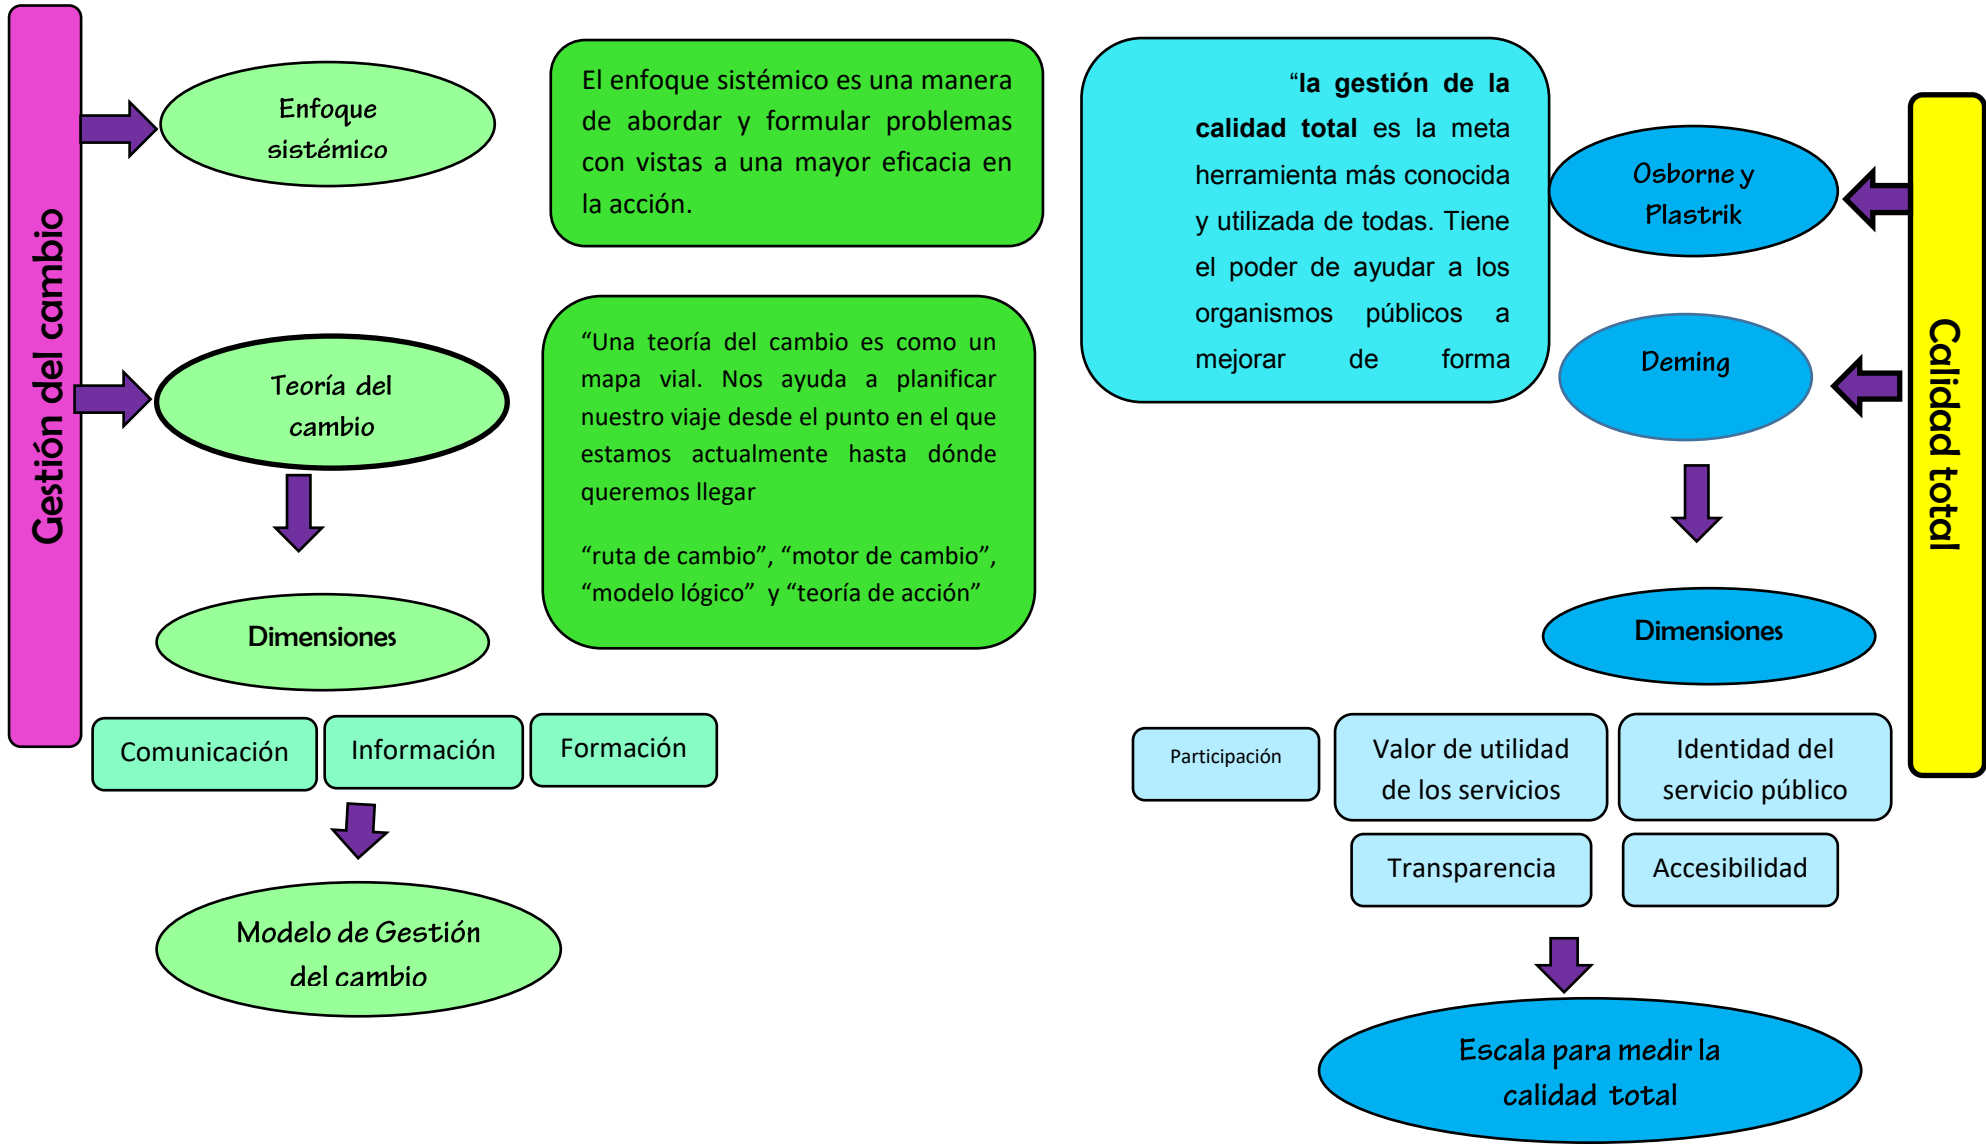 Gestión del cambio
Enfoque
sistémico
El enfoque sistémico es una manera
de abordar y formular problemas
con vistas a una mayor eficacia en
la acción.
Teoría del
cambio
“Una teoría del cambio es como un
mapa vial. Nos ayuda a planificar
nuestro viaje desde el punto en el que
estamos actualmente hasta dónde
queremos llegar
“ruta de cambio”, “motor de cambio”,
“modelo lógico” y “teoría de acción”
Dimensiones
Comunicación
Información
Formación
Modelo de Gestión
del cambio
“la gestión de la
calidad total es la meta
herramienta más conocida
y utilizada de todas. Tiene
el poder de ayudar a los
organismos públicos a
mejorar de forma
Osborne y
Plastrik
Deming
Calidad total
Dimensiones
Participación
Valor de utilidad
de los servicios
Identidad del
servicio público
Transparencia
Accesibilidad
Escala para medir la
calidad total